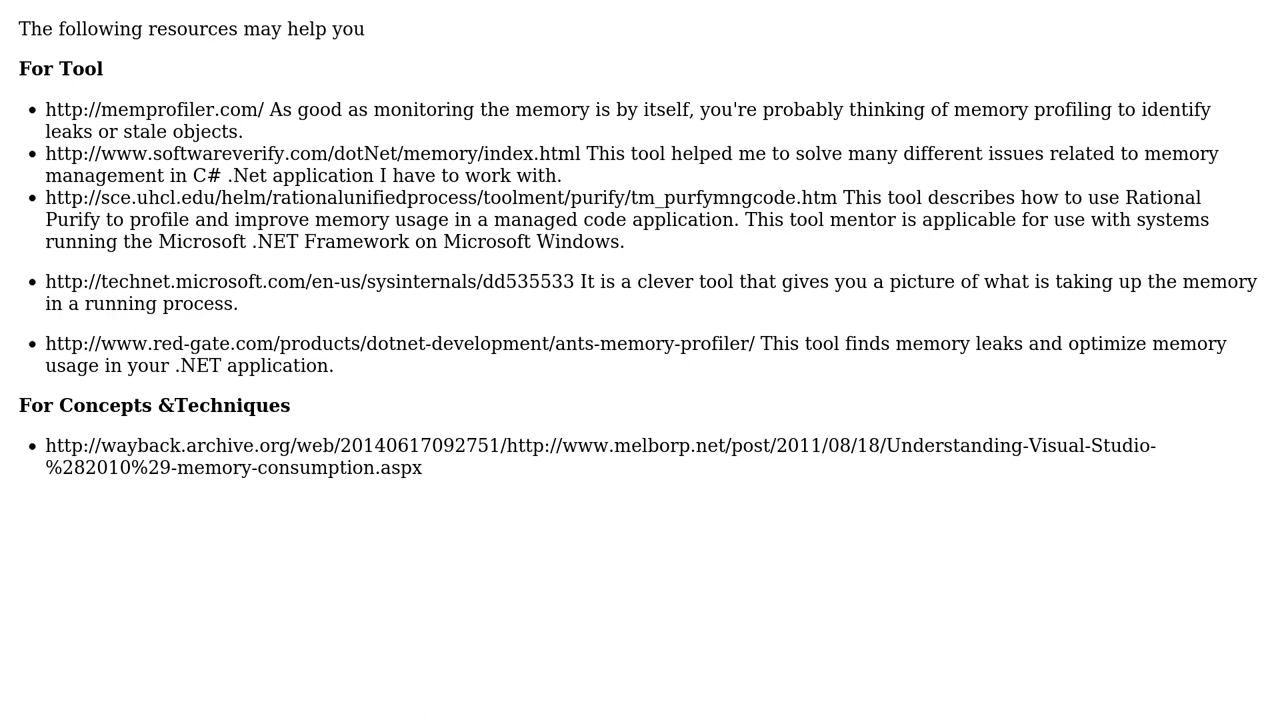 The following resources may help you
For Tool
http://memprofiler.com/ As good as monitoring the memory is by itself, you're probably thinking of memory profiling to identify
leaks or stale objects.
http://www.softwareverify.com/dotNet/memory/index.html This tool helped me to solve many different issues related to memory
management in C# .Net application I have to work with.
http://sce.uhcl.edu/helm/rationalunifiedprocess/toolment/purify/tm_purfymngcode.htm This tool describes how to use Rational
Purify to profile and improve memory usage in a managed code application. This tool mentor is applicable for use with systems
running the Microsoft .NET Framework on Microsoft Windows.
http://technet.microsoft.com/en-us/sysinternals/dd535533 It is a clever tool that gives you a picture of what is taking up the memory
in a running process.
http://www.red-gate.com/products/dotnet-development/ants-memory-profiler/ This tool finds memory leaks and optimize memory
usage in your .NET application.
For Concepts &Techniques
http://wayback.archive.org/web/20140617092751/http://www.melborp.net/post/2011/08/18/Understanding-Visual-Studio-
%282010%29-memory-consumption.aspx